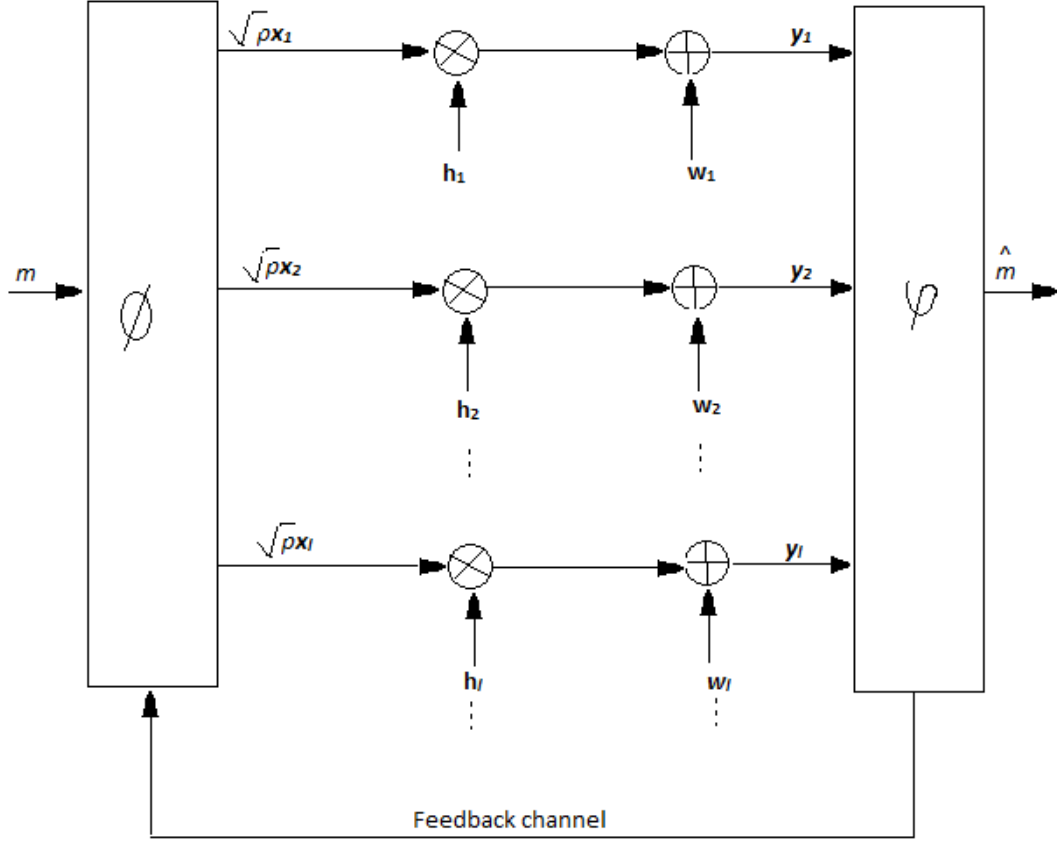 √ρx₁ y₁
h₁ w₁
m ϕ √ρx₂ y₂ φ m̂
h₂ w₂
√ρxₗ yₗ
hₗ wₗ
Feedback channel